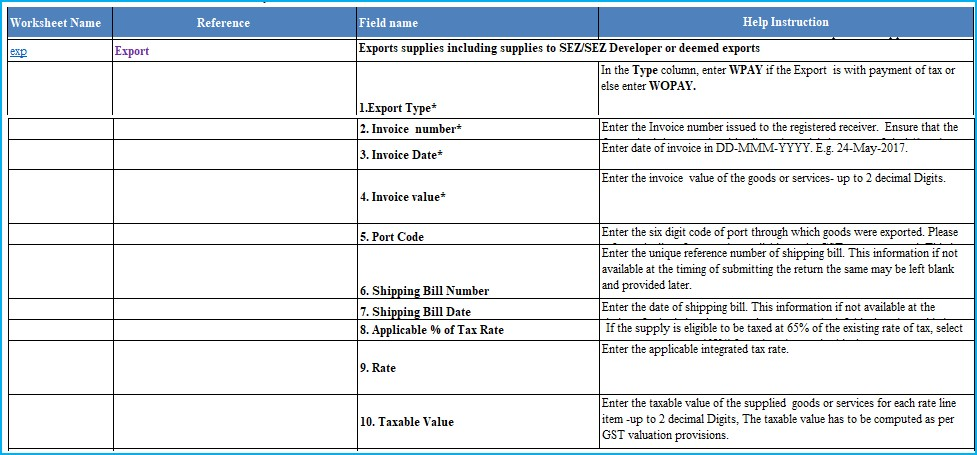 Worksheet Name Reference Field name Help Instruction
exp Export Exports supplies including supplies to SEZ/SEZ Developer or deemed exports
In the Type column, enter WPAY if the Export is with payment of tax or
else enter WOPAY.
1.Export Type*
2. Invoice number* Enter the Invoice number issued to the registered receiver. Ensure that the
3. Invoice Date* Enter date of invoice in DD-MMM-YYYY. E.g. 24-May-2017.
Enter the invoice value of the goods or services- up to 2 decimal Digits.
4. Invoice value*
5. Port Code Enter the six digit code of port through which goods were exported. Please
Enter the unique reference number of shipping bill. This information if not
available at the timing of submitting the return the same may be left blank
and provided later.
6. Shipping Bill Number
7. Shipping Bill Date Enter the date of shipping bill. This information if not available at the
8. Applicable % of Tax Rate If the supply is eligible to be taxed at 65% of the existing rate of tax, select
Enter the applicable integrated tax rate.
9. Rate
Enter the taxable value of the supplied goods or services for each rate line
10. Taxable Value item -up to 2 decimal Digits, The taxable value has to be computed as per
GST valuation provisions.